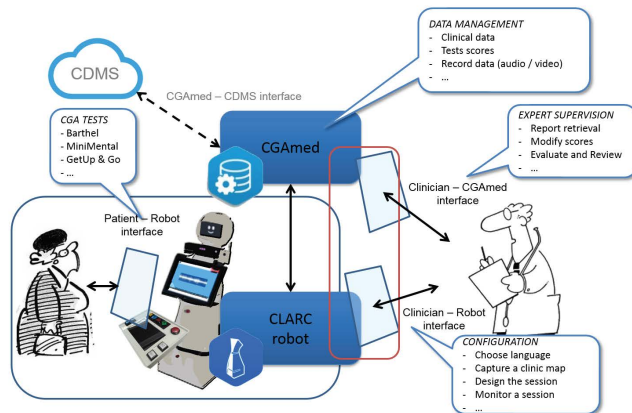 DATA MANAGEMENT
- Clinical data
- Tests scores
- Record data (audio / video)
- ...
CDMS
CGAmed – CDMS interface
CGA TESTS
- Barthel
- MiniMental
- GetUp & Go
- ...
CGAmed
EXPERT SUPERVISION
- Report retrieval
- Modify scores
- Evaluate and Review
- ...
Clinician – CGAmed
interface
Patient – Robot
interface
CLARC
robot
Clinician – Robot
interface
CONFIGURATION
- Choose language
- Capture a clinic map
- Design the session
- Monitor a session
- ...